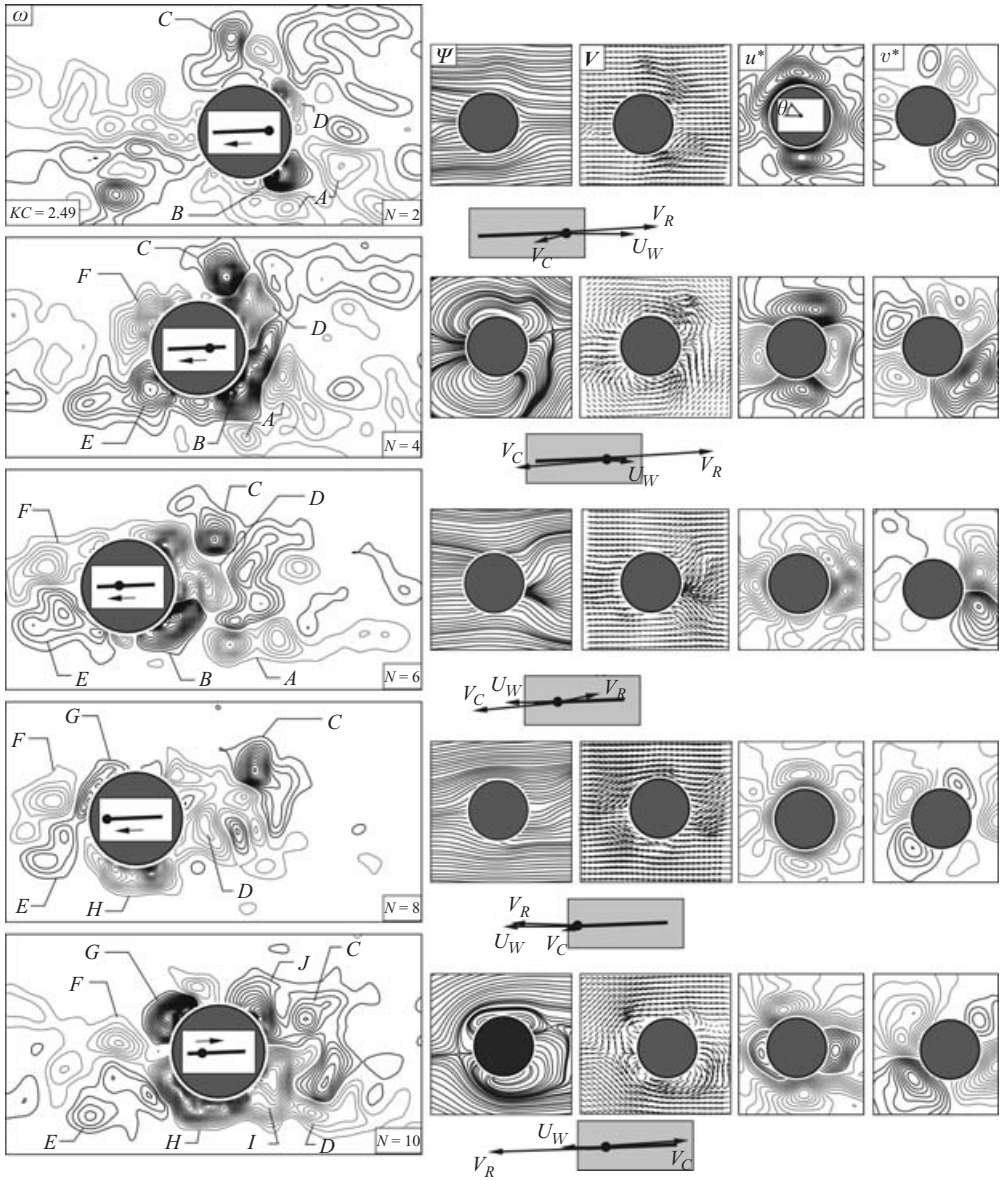 ω
C
D
B
A
KC = 2.49
N = 2
Ψ
V
u*
θ
v*
V_R
U_W
V_C
C
F
D
E
B
A
N = 4
V_C
U_W
V_R
F
C
D
E
B
A
N = 6
V_C
U_W
V_R
G
F
C
E
H
D
N = 8
V_R
U_W
V_C
G
F
J
C
E
H
I
D
N = 10
U_W
V_R
V_C